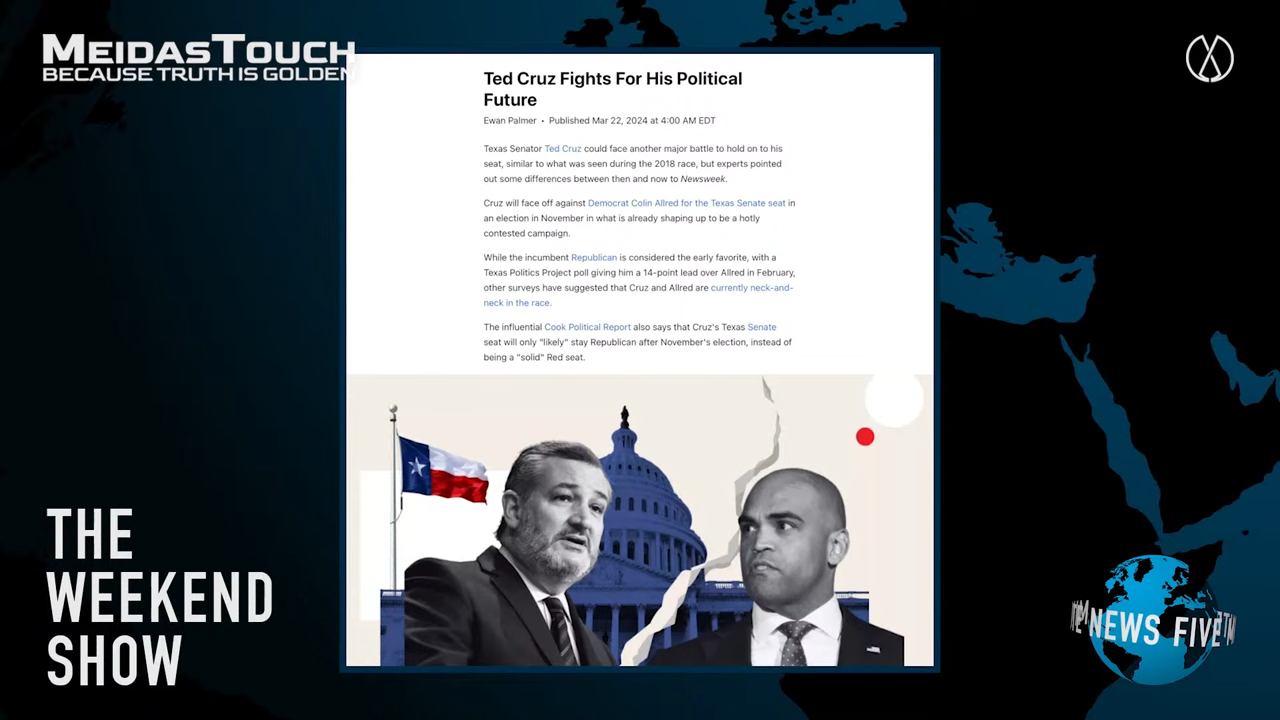 MEIDASTOUCH
BECAUSE TRUTH IS GOLDEN
Ted Cruz Fights For His Political
Future
Ewan Palmer • Published Mar 22, 2024 at 4:00 AM EDT
Texas Senator Ted Cruz could face another major battle to hold on to his
seat, similar to what was seen during the 2018 race, but experts pointed
out some differences between then and now to Newsweek.
Cruz will face off against Democrat Colin Allred for the Texas Senate seat in
an election in November in what is already shaping up to be a hotly
contested campaign.
While the incumbent Republican is considered the early favorite, with a
Texas Politics Project poll giving him a 14-point lead over Allred in February,
other surveys have suggested that Cruz and Allred are currently neck-and-
neck in the race.
The influential Cook Political Report also says that Cruz's Texas Senate
seat will only "likely" stay Republican after November's election, instead of
being a "solid" Red seat.
THE
WEEKEND
SHOW
NEWS FIVE